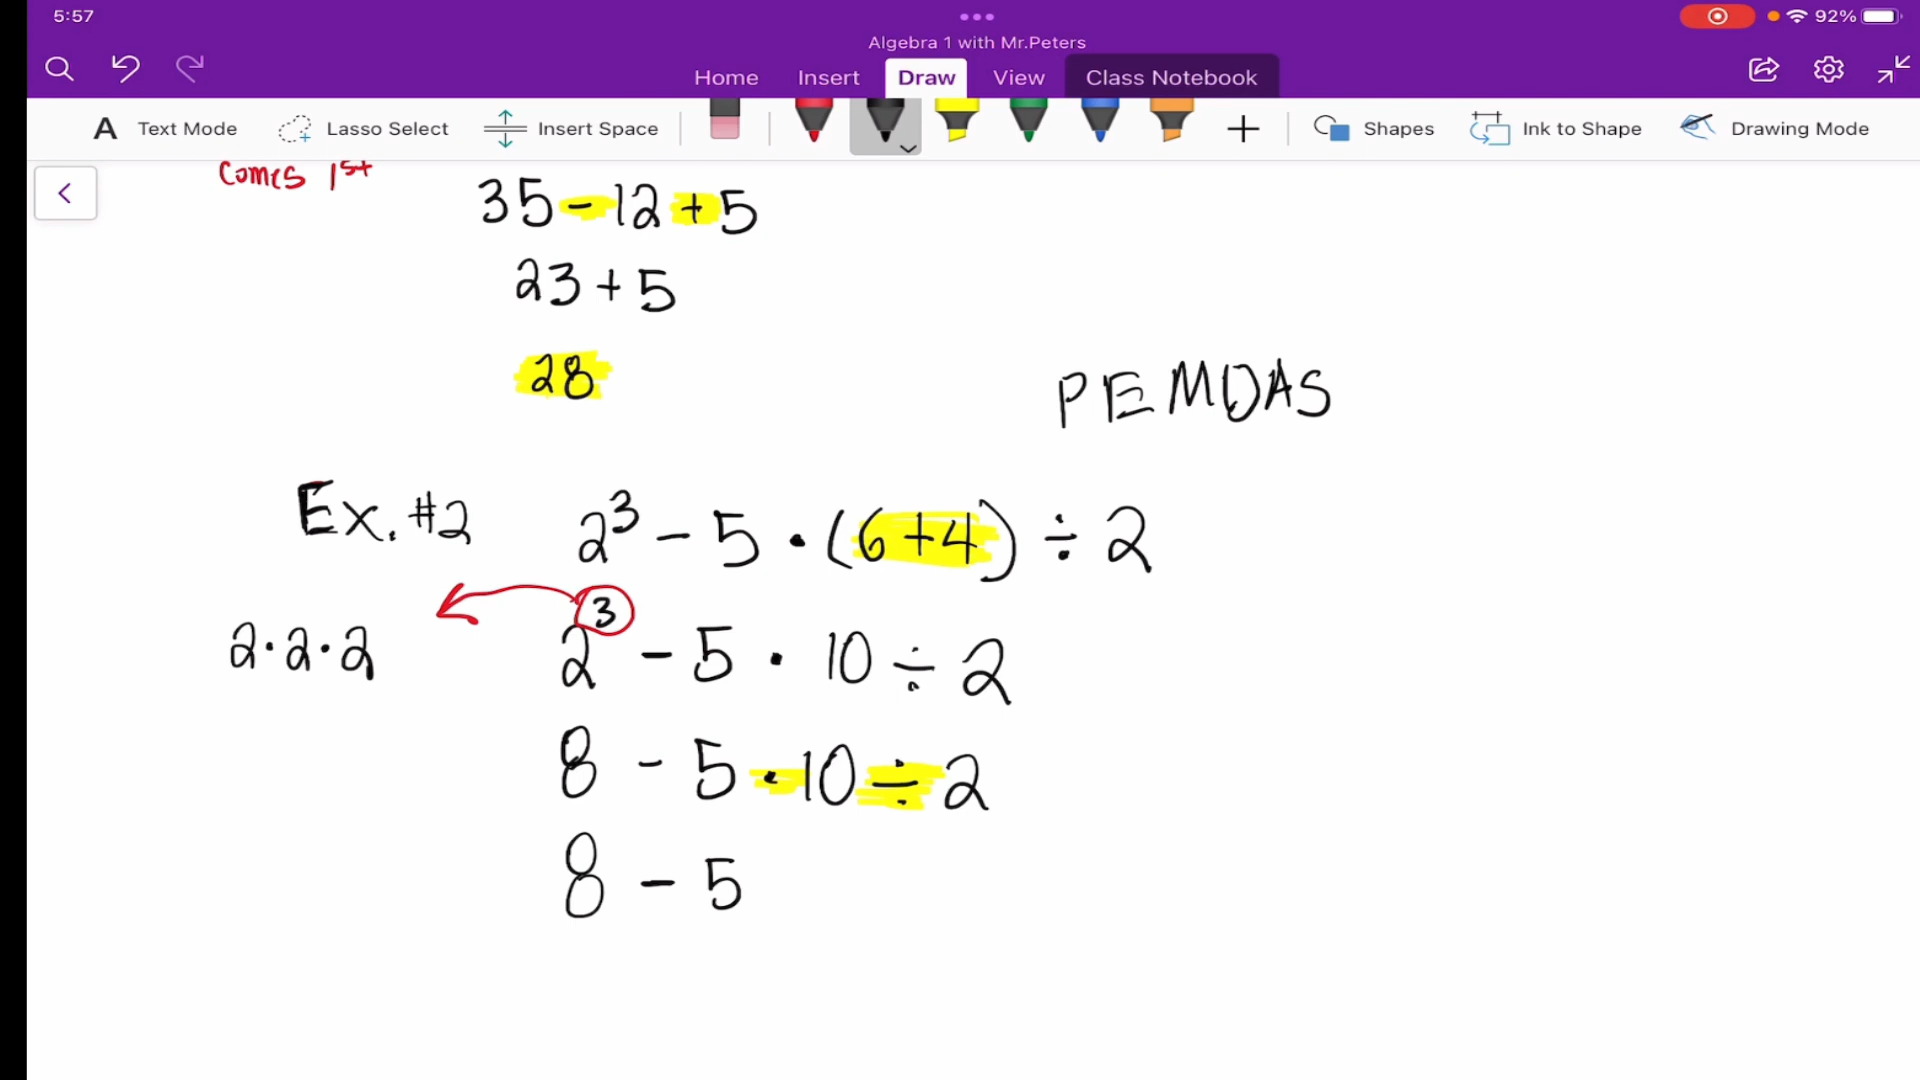 5:57
92%
Algebra 1 with Mr.Peters
Home Insert Draw View Class Notebook
A Text Mode Lasso Select Insert Space Shapes Ink to Shape Drawing Mode
Comes 1st
35 - 12 + 5
23 + 5
28
PEMDAS
Ex. #2 2³ - 5 · (6+4) ÷ 2
2·2·2 2³ - 5 · 10 ÷ 2
8 - 5 · 10 ÷ 2
8 - 5